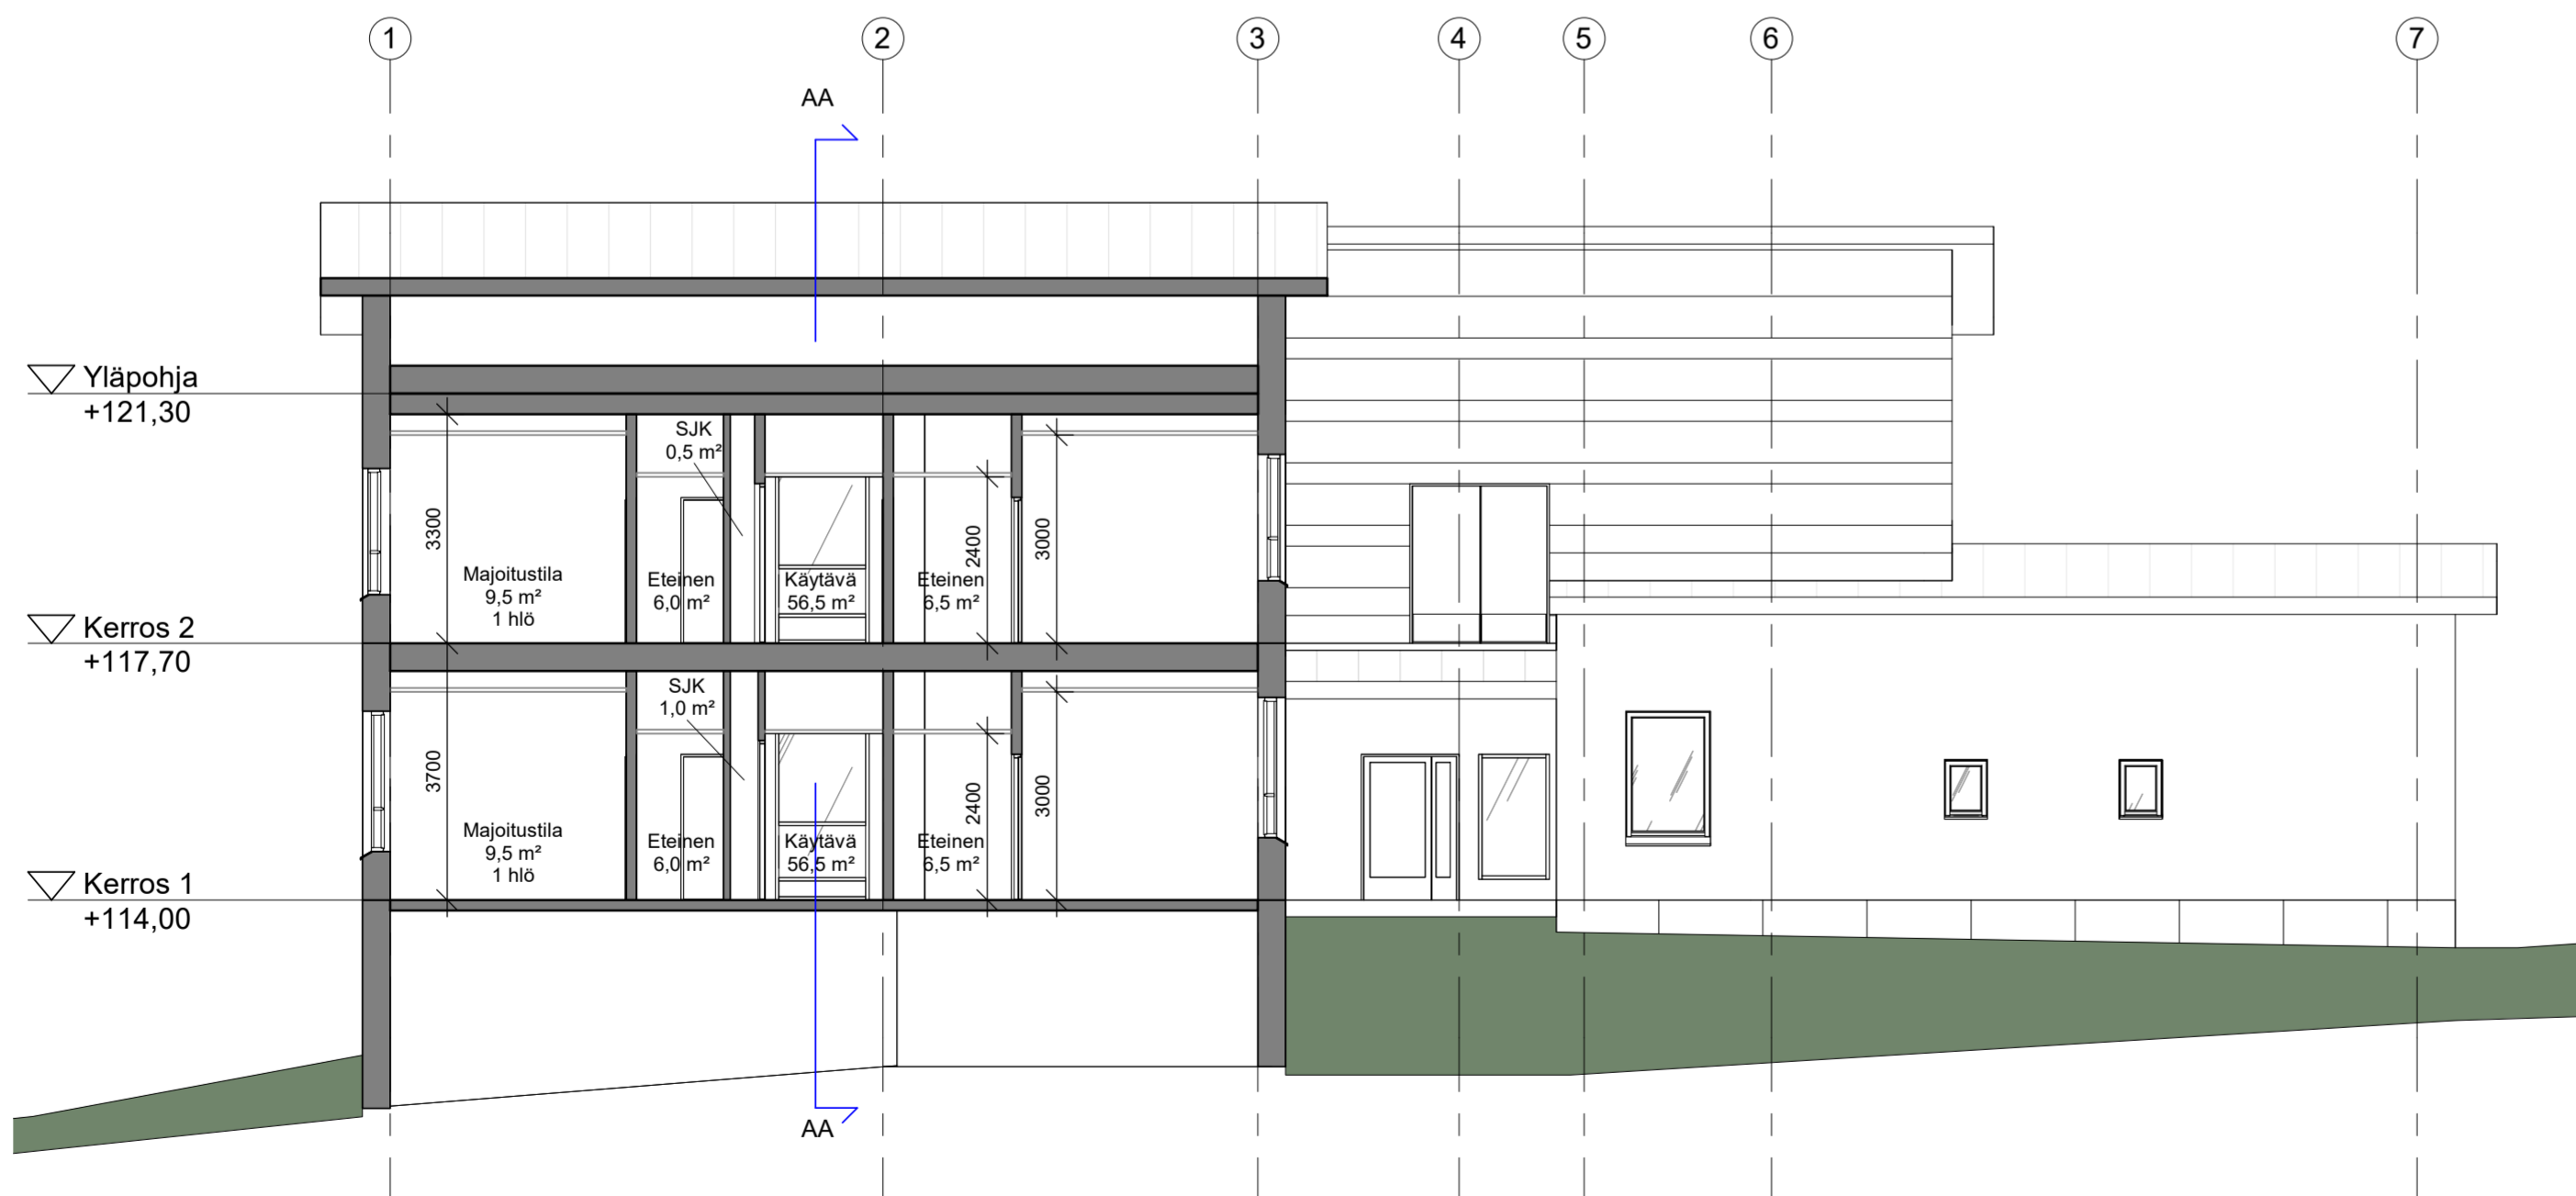 1
2
3
4
5
6
7
AA
Yläpohja
+121,30
SJK
0,5 m²
3300
2400
3000
Majoitustila
9,5 m²
1 hlö
Eteinen
6,0 m²
Käytävä
56,5 m²
Eteinen
6,5 m²
Kerros 2
+117,70
SJK
1,0 m²
3700
2400
3000
Majoitustila
9,5 m²
1 hlö
Eteinen
6,0 m²
Käytävä
56,5 m²
Eteinen
6,5 m²
Kerros 1
+114,00
AA